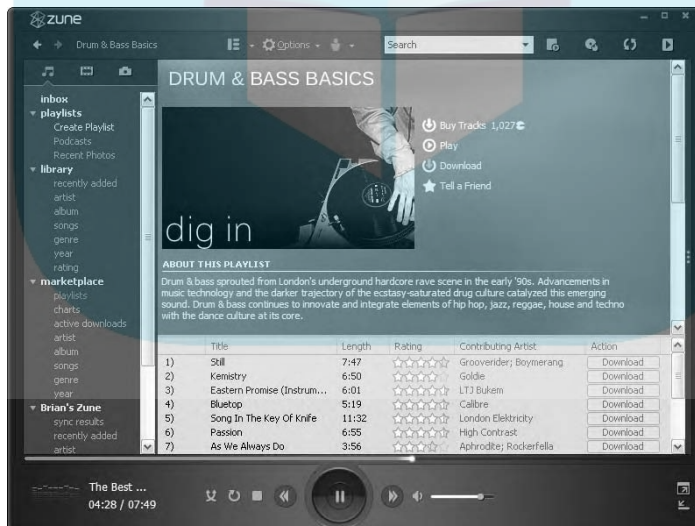 zune
Drum & Bass Basics
Options
Search
inbox
playlists
Create Playlist
Podcasts
Recent Photos
library
recently added
artist
album
songs
genre
year
rating
marketplace
playlists
charts
active downloads
artist
album
songs
genre
year
Brian's Zune
sync results
recently added
artist
DRUM & BASS BASICS
dig in
Buy Tracks 1,027
Play
Download
Tell a Friend
ABOUT THIS PLAYLIST
Drum & bass sprouted from London's underground hardcore rave scene in the early '90s. Advancements in
music technology and the darker trajectory of the ecstasy-saturated drug culture catalyzed this emerging
sound. Drum & bass continues to innovate and integrate elements of hip hop, jazz, reggae, house and techno
with the dance culture at its core.
Title Length Rating Contributing Artist Action
1) Still 7:47 Grooverider; Boymerang Download
2) Kemistry 6:50 Goldie Download
3) Eastern Promise (Instrum... 6:01 LTJ Bukem Download
4) Bluetop 5:19 Calibre Download
5) Song In The Key Of Knife 11:32 London Elektricity Download
6) Passion 6:55 High Contrast Download
7) As We Always Do 3:56 Aphrodite; Rockerfella Download
The Best ...
04:28 / 07:49